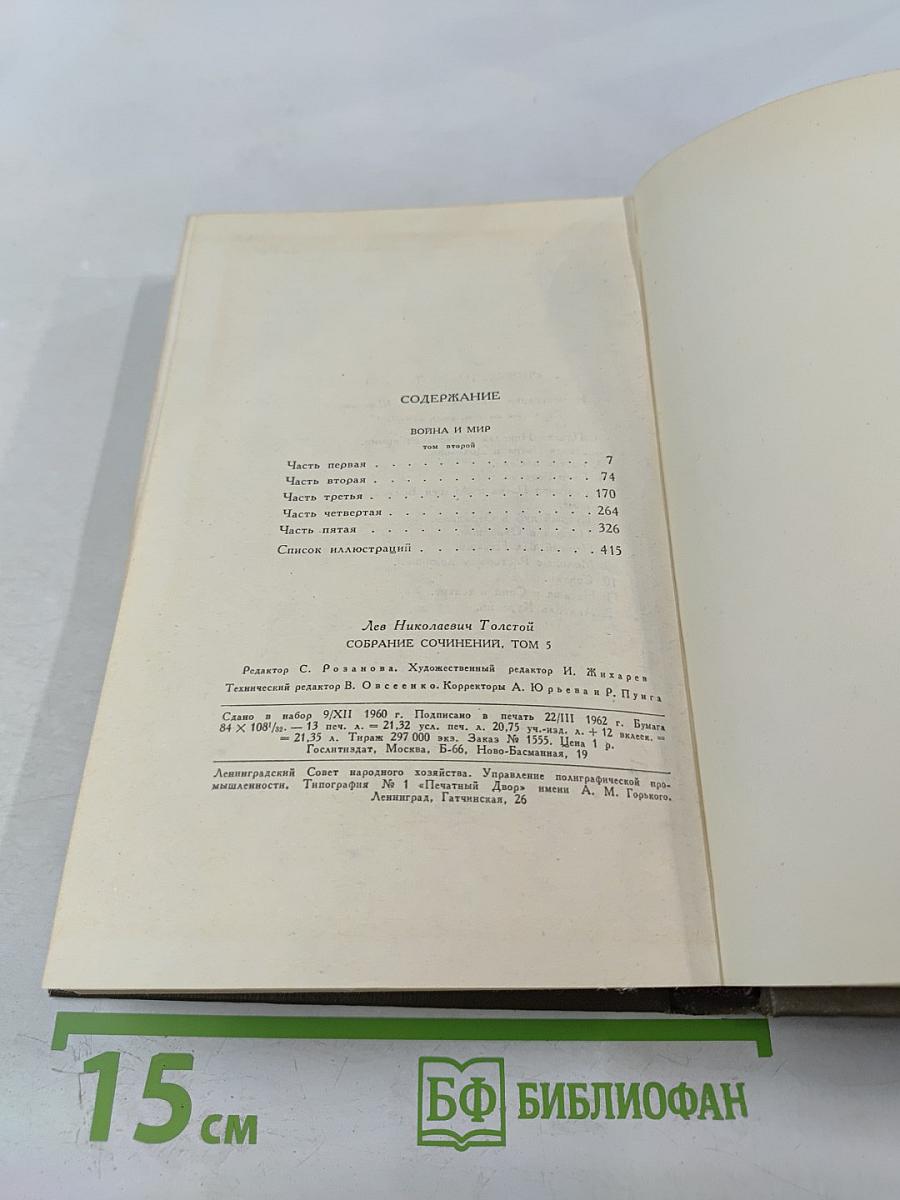 СОДЕРЖАНИЕ
ВОЙНА И МИР
том второй
Часть первая . . . . . . . . . . . . . 7
Часть вторая . . . . . . . . . . . . . 74
Часть третья . . . . . . . . . . . . . 170
Часть четвертая . . . . . . . . . . . . 264
Часть пятая . . . . . . . . . . . . . 326
Список иллюстраций . . . . . . . . . . . 415
Лев Николаевич Толстой
СОБРАНИЕ СОЧИНЕНИЙ, ТОМ 5
Редактор С. Розанова. Художественный редактор И. Жихарев
Технический редактор В. Овсеенко. Корректоры А. Юрьева и Р. Пунга
Сдано в набор 9/XII 1960 г. Подписано в печать 22/III 1962 г. Бумага
84 × 108¹/₃₂. — 13 печ. л. = 21,32 усл. печ. л. 20,75 уч.-изд. л. + 12 вклеек. =
= 21,35 л. Тираж 297 000 экз. Заказ № 1555. Цена 1 р.
Гослитиздат, Москва, Б-66, Ново-Басманная, 19
Ленинградский Совет народного хозяйства. Управление полиграфической про-
мышленности. Типография № 1 «Печатный Двор» имени А. М. Горького.
Ленинград, Гатчинская, 26
15 см
БФ БИБЛИОФАН